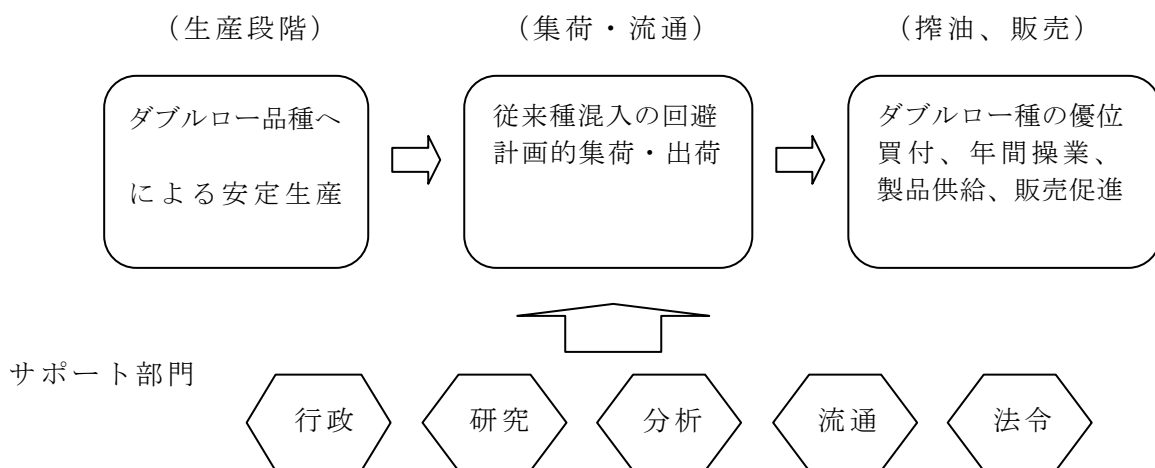 (生産段階)
(集荷・流通)
(搾油、販売)
ダブルロー品種へ
による安定生産
従来種混入の回避
計画的集荷・出荷
ダブルロー種の優位
買付、年間操業、
製品供給、販売促進
サポート部門
行政
研究
分析
流通
法令